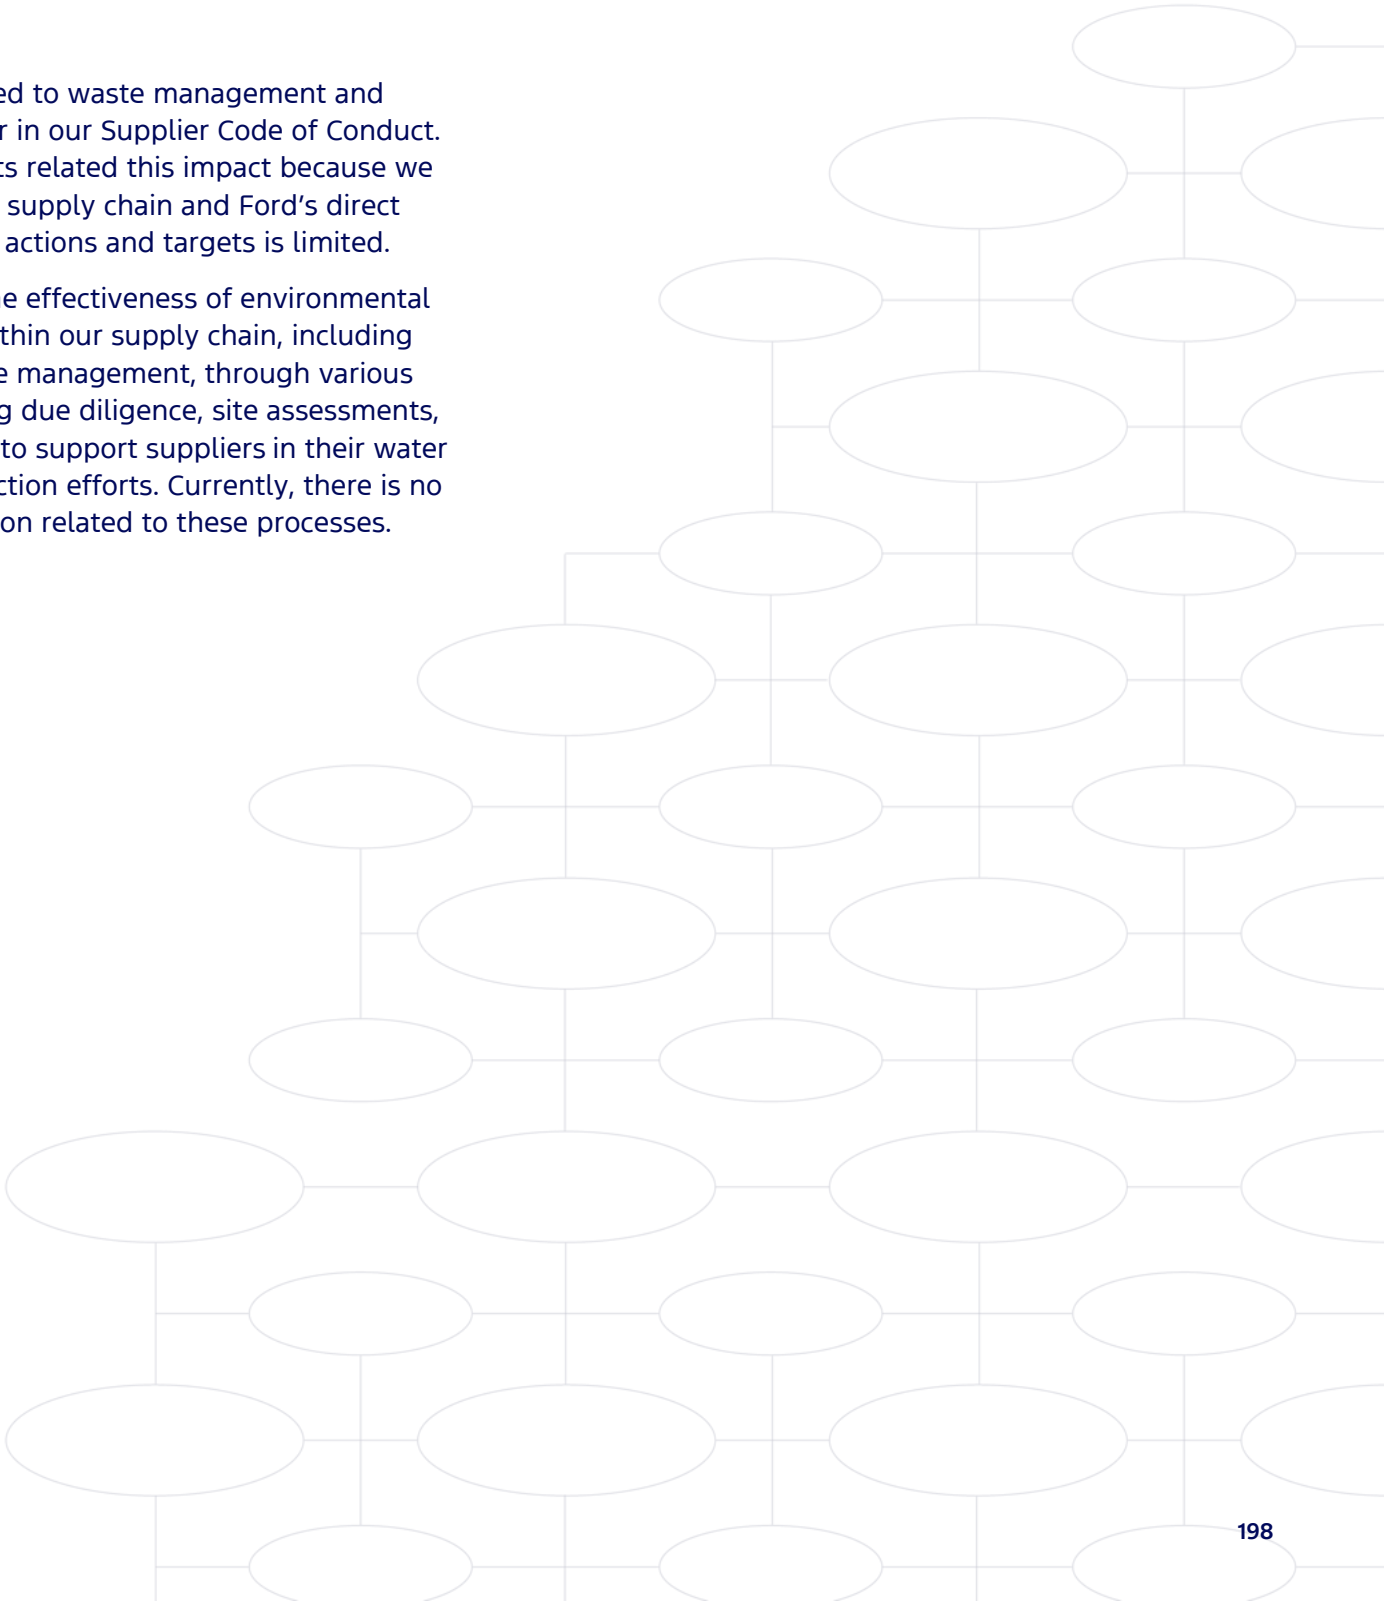 ed to waste management and
r in our Supplier Code of Conduct.
ts related this impact because we
supply chain and Ford's direct
actions and targets is limited.
ne effectiveness of environmental
thin our supply chain, including
e management, through various
g due diligence, site assessments,
to support suppliers in their water
ction efforts. Currently, there is no
on related to these processes.
198